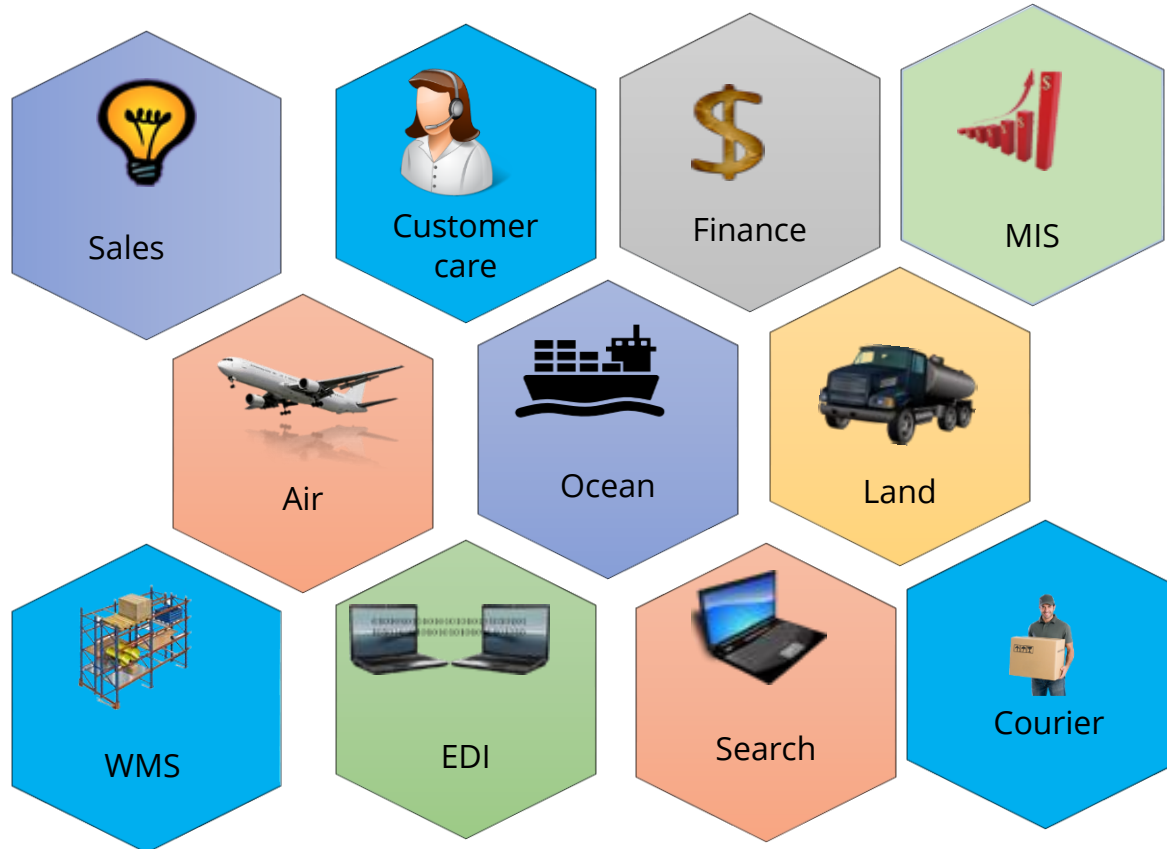 Sales
Customer
care
Finance
MIS
Air
Ocean
Land
WMS
EDI
Search
Courier